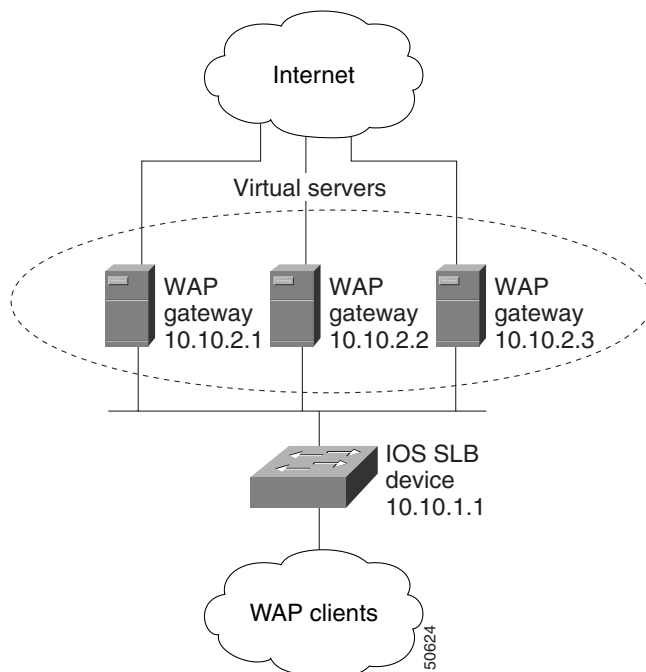 Internet
Virtual servers
WAP
gateway
10.10.2.1
WAP
gateway
10.10.2.2
WAP
gateway
10.10.2.3
IOS SLB
device
10.10.1.1
WAP clients
50624